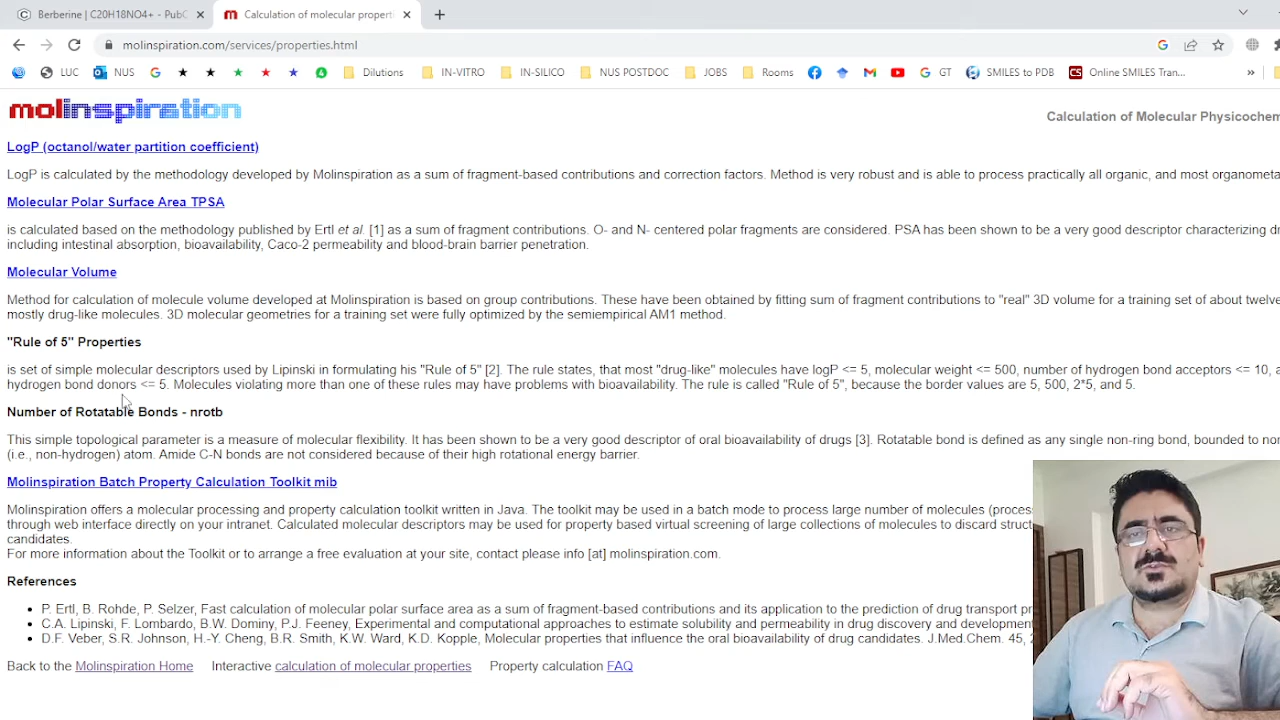 Berberine | C20H18NO4+ - PubC
Calculation of molecular properti
molinspiration.com/services/properties.html
LUC NUS Dilutions IN-VITRO IN-SILICO NUS POSTDOC JOBS Rooms GT SMILES to PDB Online SMILES Tran... »
molinspiration
Calculation of Molecular Physicochem
LogP (octanol/water partition coefficient)
LogP is calculated by the methodology developed by Molinspiration as a sum of fragment-based contributions and correction factors. Method is very robust and is able to process practically all organic, and most organometa
Molecular Polar Surface Area TPSA
is calculated based on the methodology published by Ertl et al. [1] as a sum of fragment contributions. O- and N- centered polar fragments are considered. PSA has been shown to be a very good descriptor characterizing dr
including intestinal absorption, bioavailability, Caco-2 permeability and blood-brain barrier penetration.
Molecular Volume
Method for calculation of molecule volume developed at Molinspiration is based on group contributions. These have been obtained by fitting sum of fragment contributions to "real" 3D volume for a training set of about twelve
mostly drug-like molecules. 3D molecular geometries for a training set were fully optimized by the semiempirical AM1 method.
"Rule of 5" Properties
is set of simple molecular descriptors used by Lipinski in formulating his "Rule of 5" [2]. The rule states, that most "drug-like" molecules have logP <= 5, molecular weight <= 500, number of hydrogen bond acceptors <= 10, a
hydrogen bond donors <= 5. Molecules violating more than one of these rules may have problems with bioavailability. The rule is called "Rule of 5", because the border values are 5, 500, 2*5, and 5.
Number of Rotatable Bonds - nrotb
This simple topological parameter is a measure of molecular flexibility. It has been shown to be a very good descriptor of oral bioavailability of drugs [3]. Rotatable bond is defined as any single non-ring bond, bounded to non
(i.e., non-hydrogen) atom. Amide C-N bonds are not considered because of their high rotational energy barrier.
Molinspiration Batch Property Calculation Toolkit mib
Molinspiration offers a molecular processing and property calculation toolkit written in Java. The toolkit may be used in a batch mode to process large number of molecules (proces
through web interface directly on your intranet. Calculated molecular descriptors may be used for property based virtual screening of large collections of molecules to discard struct
candidates.
For more information about the Toolkit or to arrange a free evaluation at your site, contact please info [at] molinspiration.com.
References
P. Ertl, B. Rohde, P. Selzer, Fast calculation of molecular polar surface area as a sum of fragment-based contributions and its application to the prediction of drug transport pr
C.A. Lipinski, F. Lombardo, B.W. Dominy, P.J. Feeney, Experimental and computational approaches to estimate solubility and permeability in drug discovery and development
D.F. Veber, S.R. Johnson, H.-Y. Cheng, B.R. Smith, K.W. Ward, K.D. Kopple, Molecular properties that influence the oral bioavailability of drug candidates. J.Med.Chem. 45, 2
Back to the Molinspiration Home Interactive calculation of molecular properties Property calculation FAQ